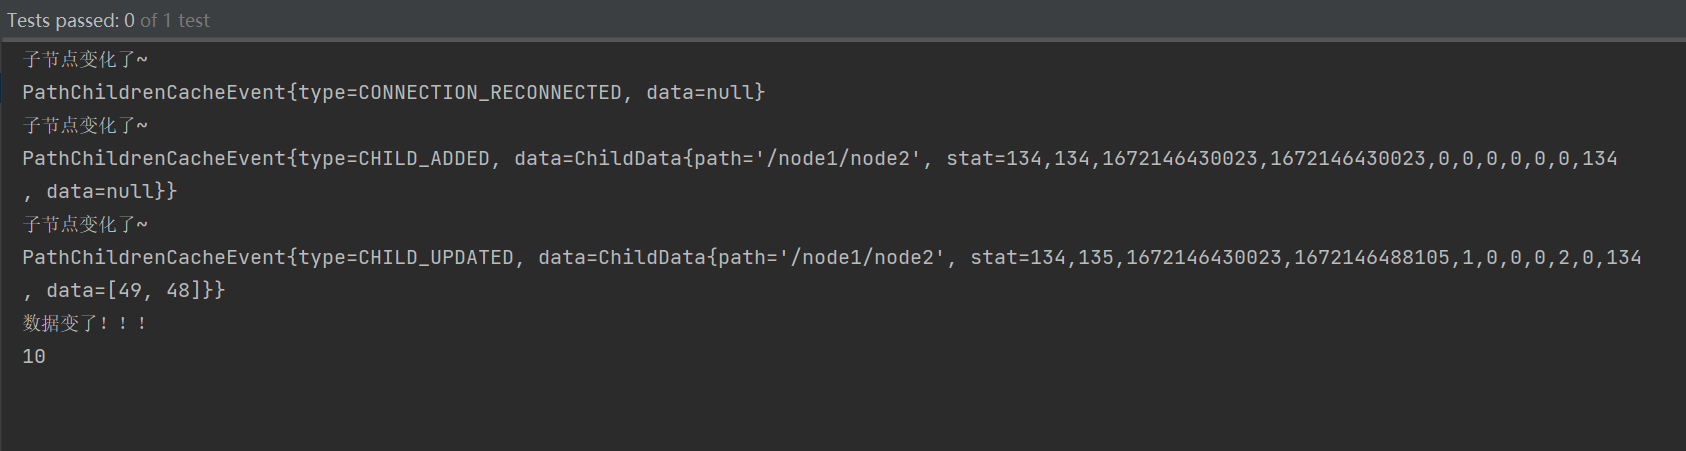 Tests passed: 0 of 1 test
子节点变化了~
PathChildrenCacheEvent{type=CONNECTION_RECONNECTED, data=null}
子节点变化了~
PathChildrenCacheEvent{type=CHILD_ADDED, data=ChildData{path='/node1/node2', stat=134,134,1672146430023,1672146430023,0,0,0,0,0,0,134
, data=null}}
子节点变化了~
PathChildrenCacheEvent{type=CHILD_UPDATED, data=ChildData{path='/node1/node2', stat=134,135,1672146430023,1672146488105,1,0,0,0,2,0,134
, data=[49, 48]}}
数据变了！！！
10